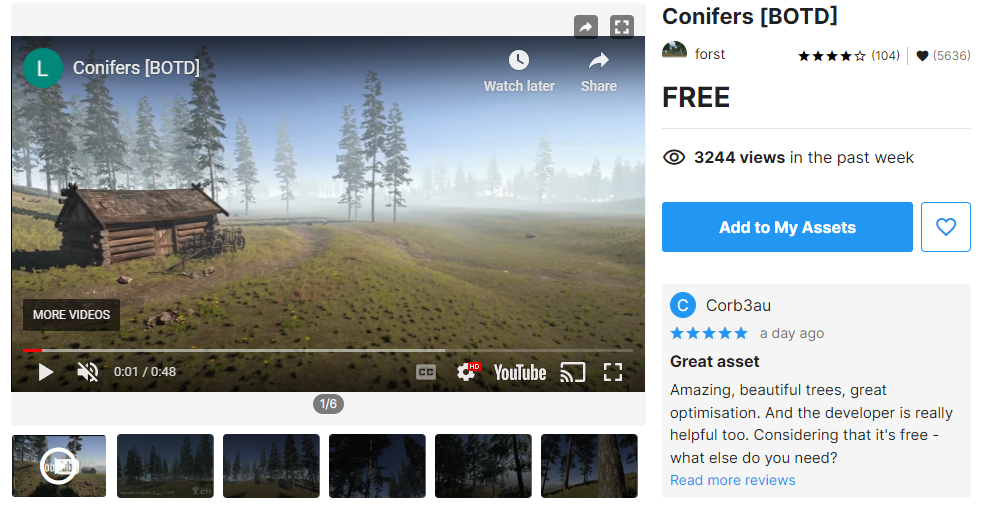 L
Conifers [BOTD]
Watch later
Share
MORE VIDEOS
0:01 / 0:48
CC
HD
YouTube
1/6
Conifers [BOTD]
forst
(104)
(5636)
FREE
3244 views in the past week
Add to My Assets
C
Corb3au
a day ago
Great asset
Amazing, beautiful trees, great
optimisation. And the developer is really
helpful too. Considering that it's free -
what else do you need?
Read more reviews